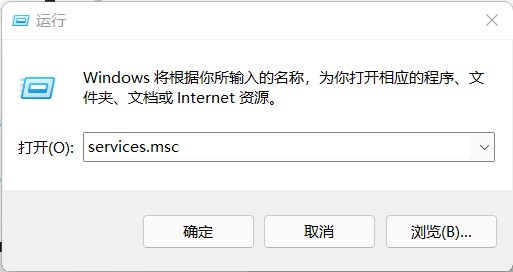 运行
Windows 将根据你所输入的名称，为你打开相应的程序、文
件夹、文档或 Internet 资源。
打开(O): services.msc
确定 取消 浏览(B)...